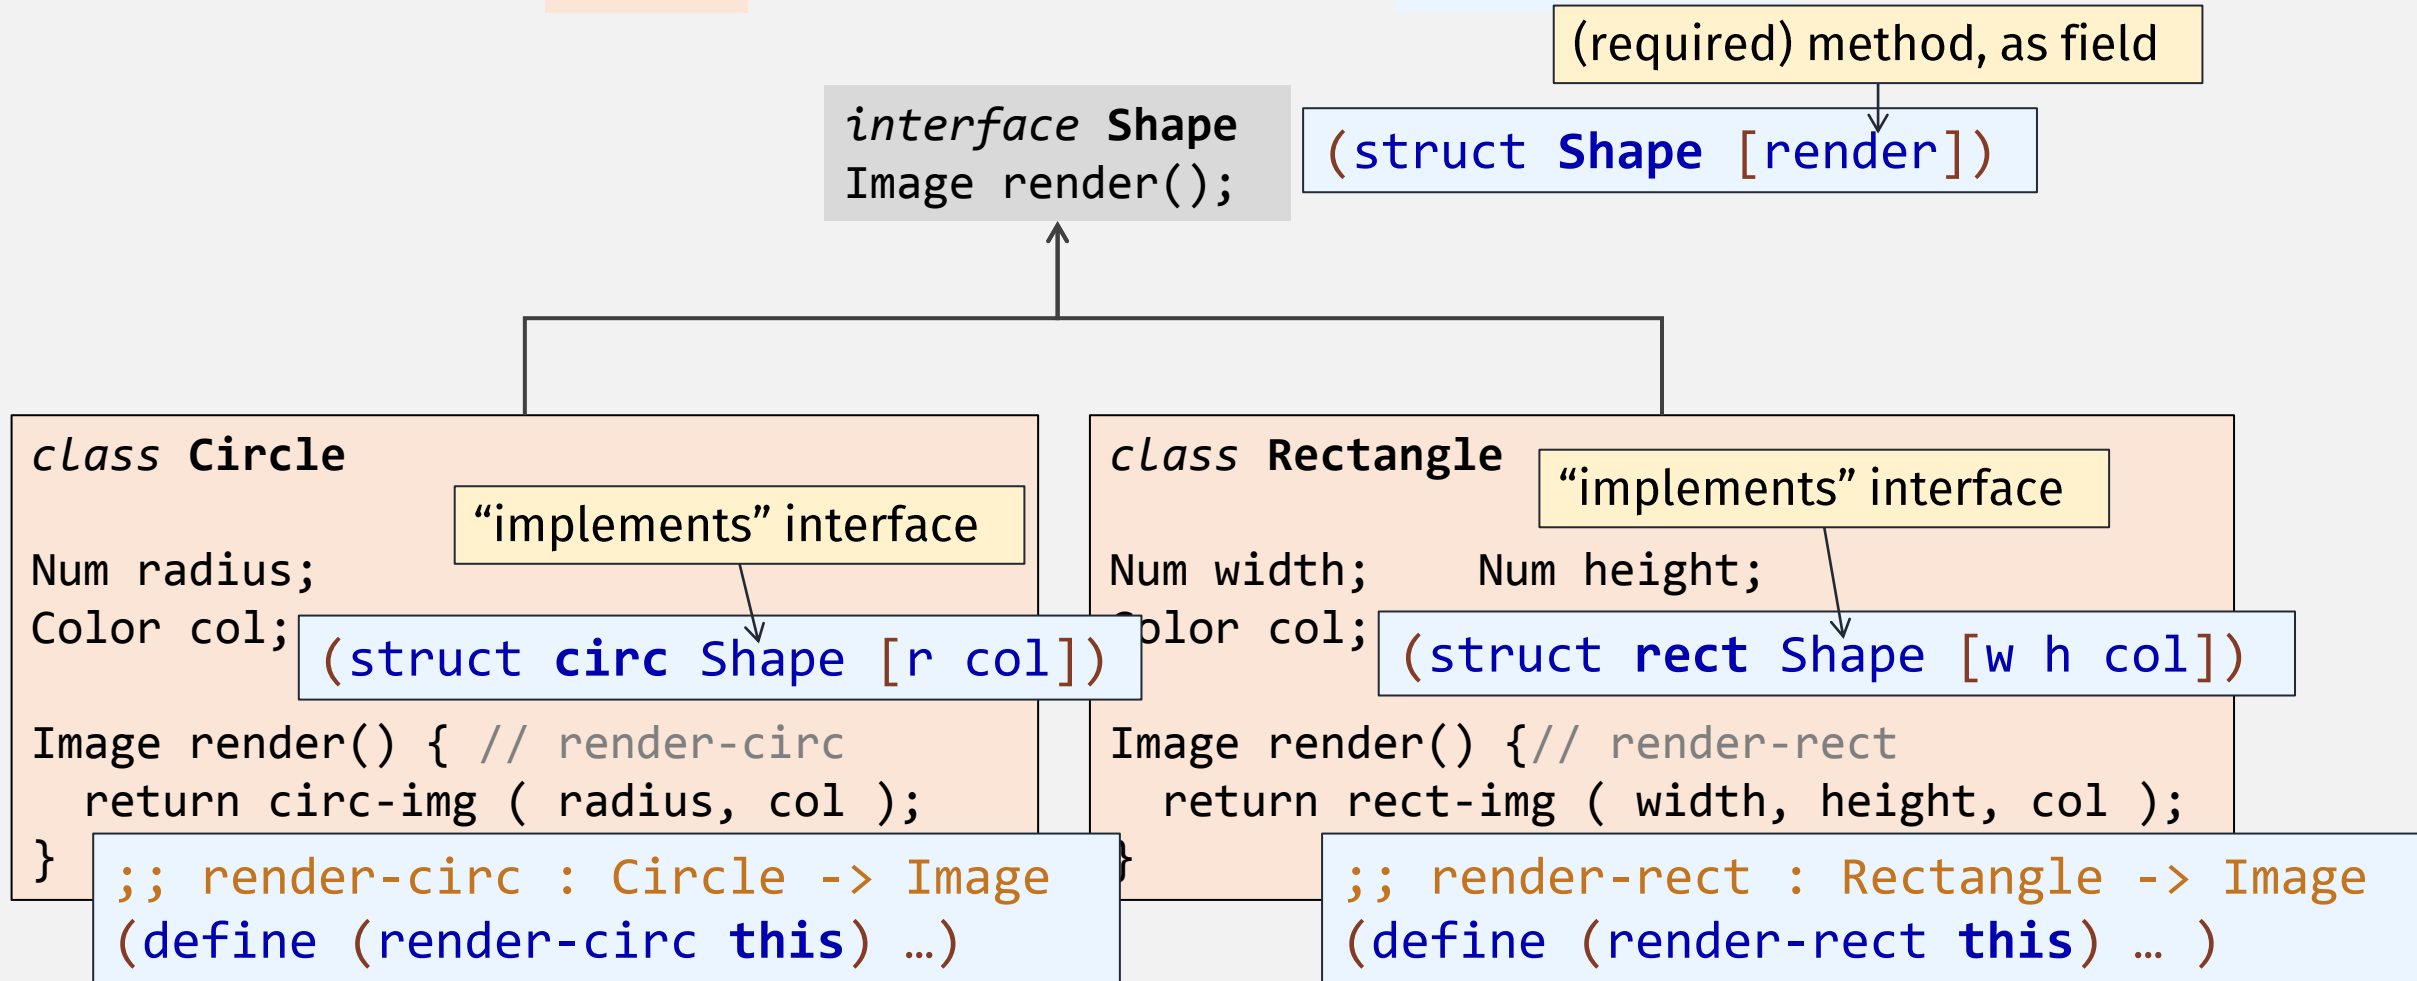 (required) method, as field
interface Shape
Image render();
(struct Shape [render])
class Circle
“implements” interface
Num radius;
Color col;
(struct circ Shape [r col])
Image render() { // render-circ
return circ-img ( radius, col );
}
;; render-circ : Circle -> Image
(define (render-circ this) …)
class Rectangle
“implements” interface
Num width; Num height;
Color col;
(struct rect Shape [w h col])
Image render() {// render-rect
return rect-img ( width, height, col );
}
;; render-rect : Rectangle -> Image
(define (render-rect this) … )